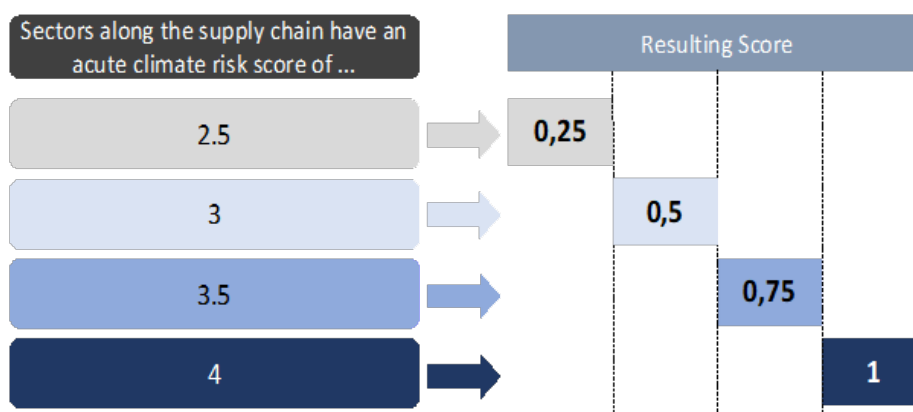 Sectors along the supply chain have an
acute climate risk score of ...
Resulting Score
2.5
0,25
3
0,5
3.5
0,75
4
1